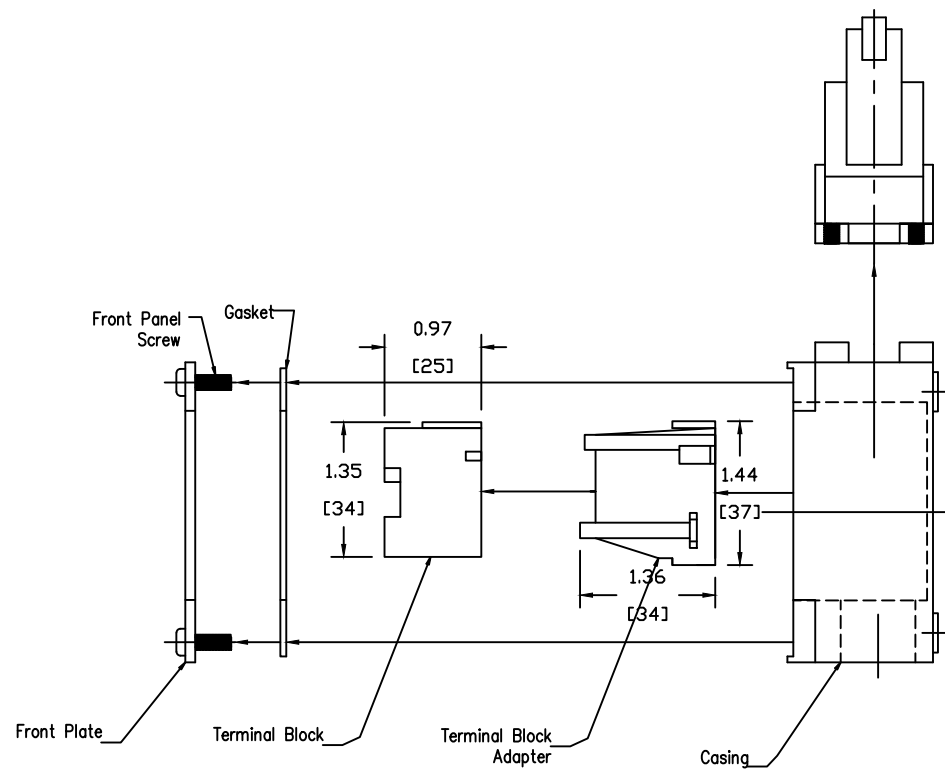 Front Panel
Screw
Gasket
0.97
[25]
1.35
[34]
1.44
[37]
1.36
[34]
Front Plate
Terminal Block
Terminal Block
Adapter
Casing